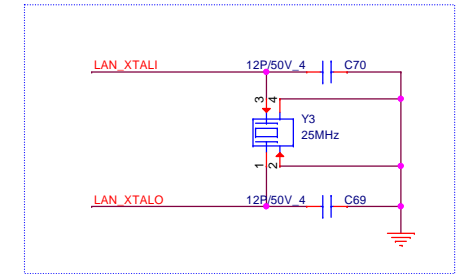 LAN_XTALI 12P/50V_4 C70
3 4
Y3
25MHz
1 2
LAN_XTALO 12P/50V_4 C69